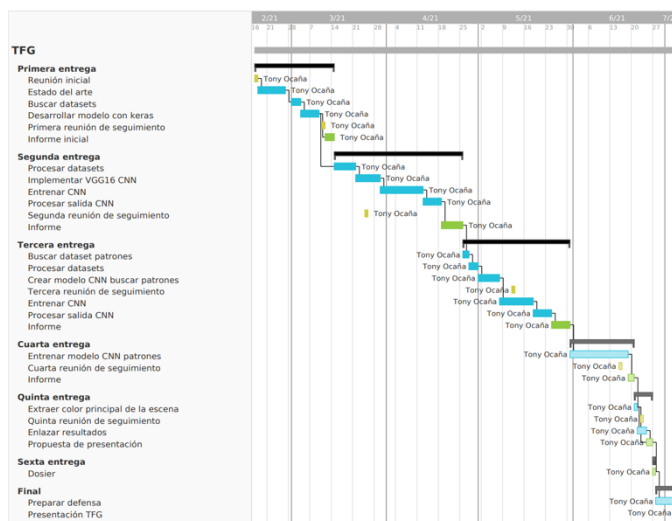 2/21 3/21 4/21 5/21 6/21
16 21 28 7 14 21 28 4 11 18 2 9 16 23 30 6 13 20 27
TFG
Primera entrega
Reunión inicial Tony Ocaña
Estado del arte Tony Ocaña
Buscar datasets Tony Ocaña
Desarrollar modelo con keras Tony Ocaña
Primera reunión de seguimiento Tony Ocaña
Informe inicial Tony Ocaña
Segunda entrega
Procesar datasets Tony Ocaña
Implementar VGG16 CNN Tony Ocaña
Entrenar CNN Tony Ocaña
Procesar salida CNN Tony Ocaña
Segunda reunión de seguimiento Tony Ocaña
Informe Tony Ocaña
Tercera entrega
Buscar dataset patrones Tony Ocaña
Procesar datasets Tony Ocaña
Crear modelo CNN buscar patrones Tony Ocaña
Tercera reunión de seguimiento Tony Ocaña
Entrenar CNN Tony Ocaña
Procesar salida CNN Tony Ocaña
Informe Tony Ocaña
Cuarta entrega
Entrenar modelo CNN patrones Tony Ocaña
Cuarta reunión de seguimiento Tony Ocaña
Informe Tony Ocaña
Quinta entrega
Extraer color principal de la escena Tony Ocaña
Quinta reunión de seguimiento Tony Ocaña
Enlazar resultados Tony Ocaña
Propuesta de presentación Tony Ocaña
Sexta entrega
Dosier Tony Ocaña
Final
Preparar defensa Tony Ocaña
Presentación TFG Tony Ocaña